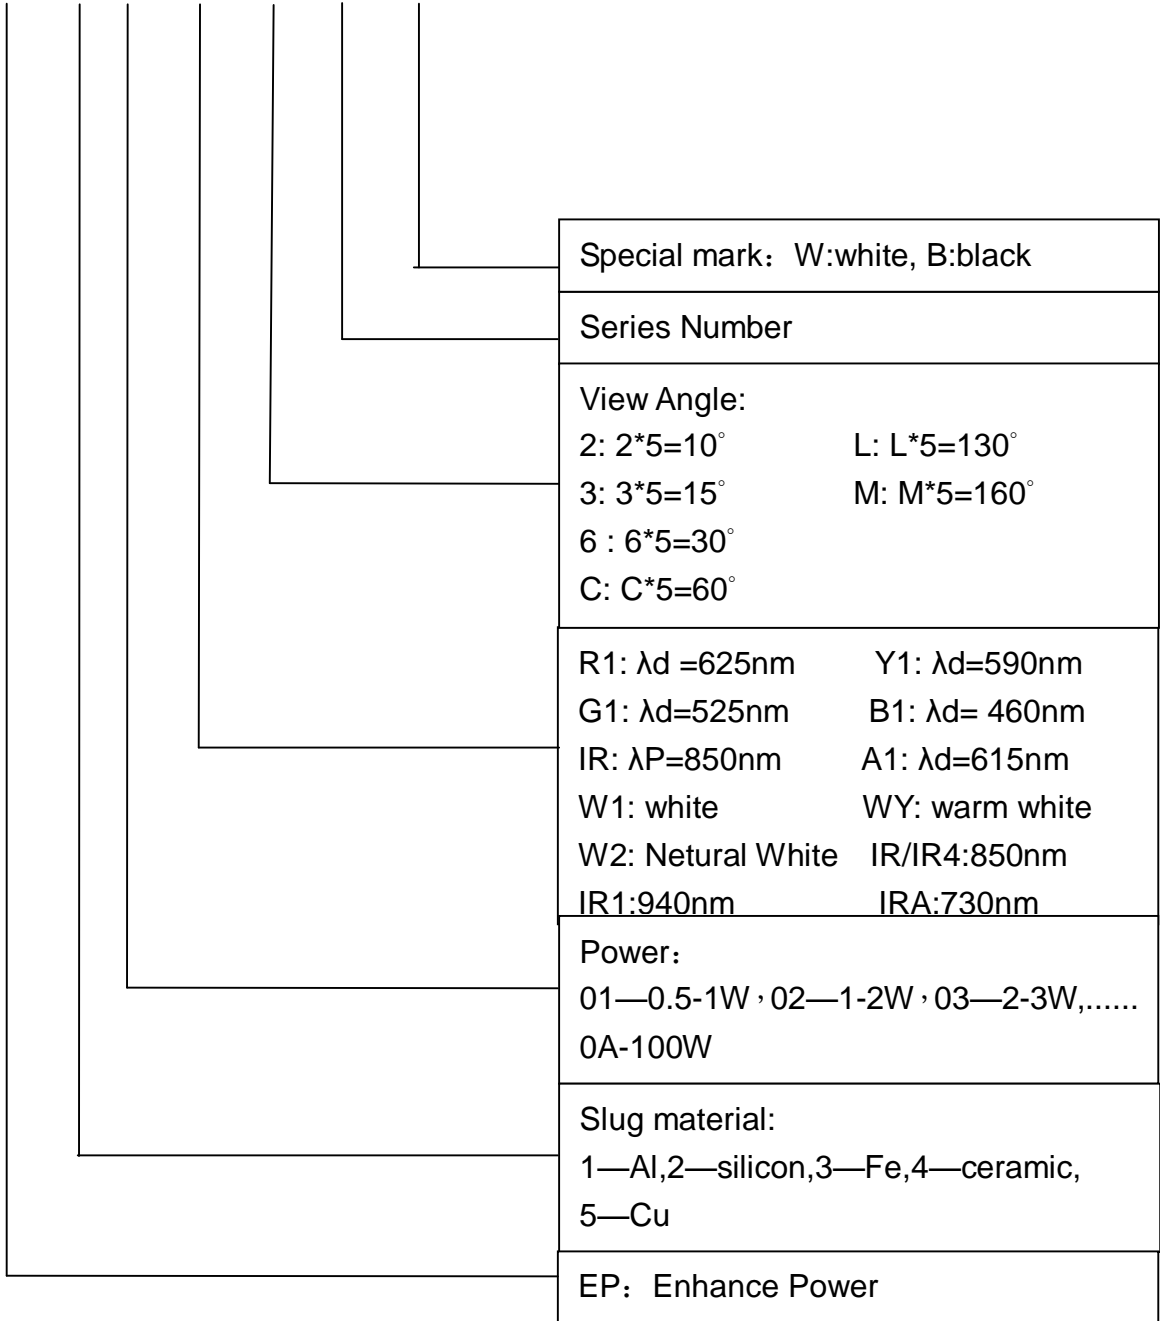 Special mark：W:white, B:black
Series Number
View Angle:
2: 2*5=10° L: L*5=130°
3: 3*5=15° M: M*5=160°
6 : 6*5=30°
C: C*5=60°
R1: λd =625nm Y1: λd=590nm
G1: λd=525nm B1: λd= 460nm
IR: λP=850nm A1: λd=615nm
W1: white WY: warm white
W2: Netural White IR/IR4:850nm
IR1:940nm IRA:730nm
Power：
01—0.5-1W，02—1-2W，03—2-3W,......
0A-100W
Slug material:
1—Al,2—silicon,3—Fe,4—ceramic,
5—Cu
EP：Enhance Power